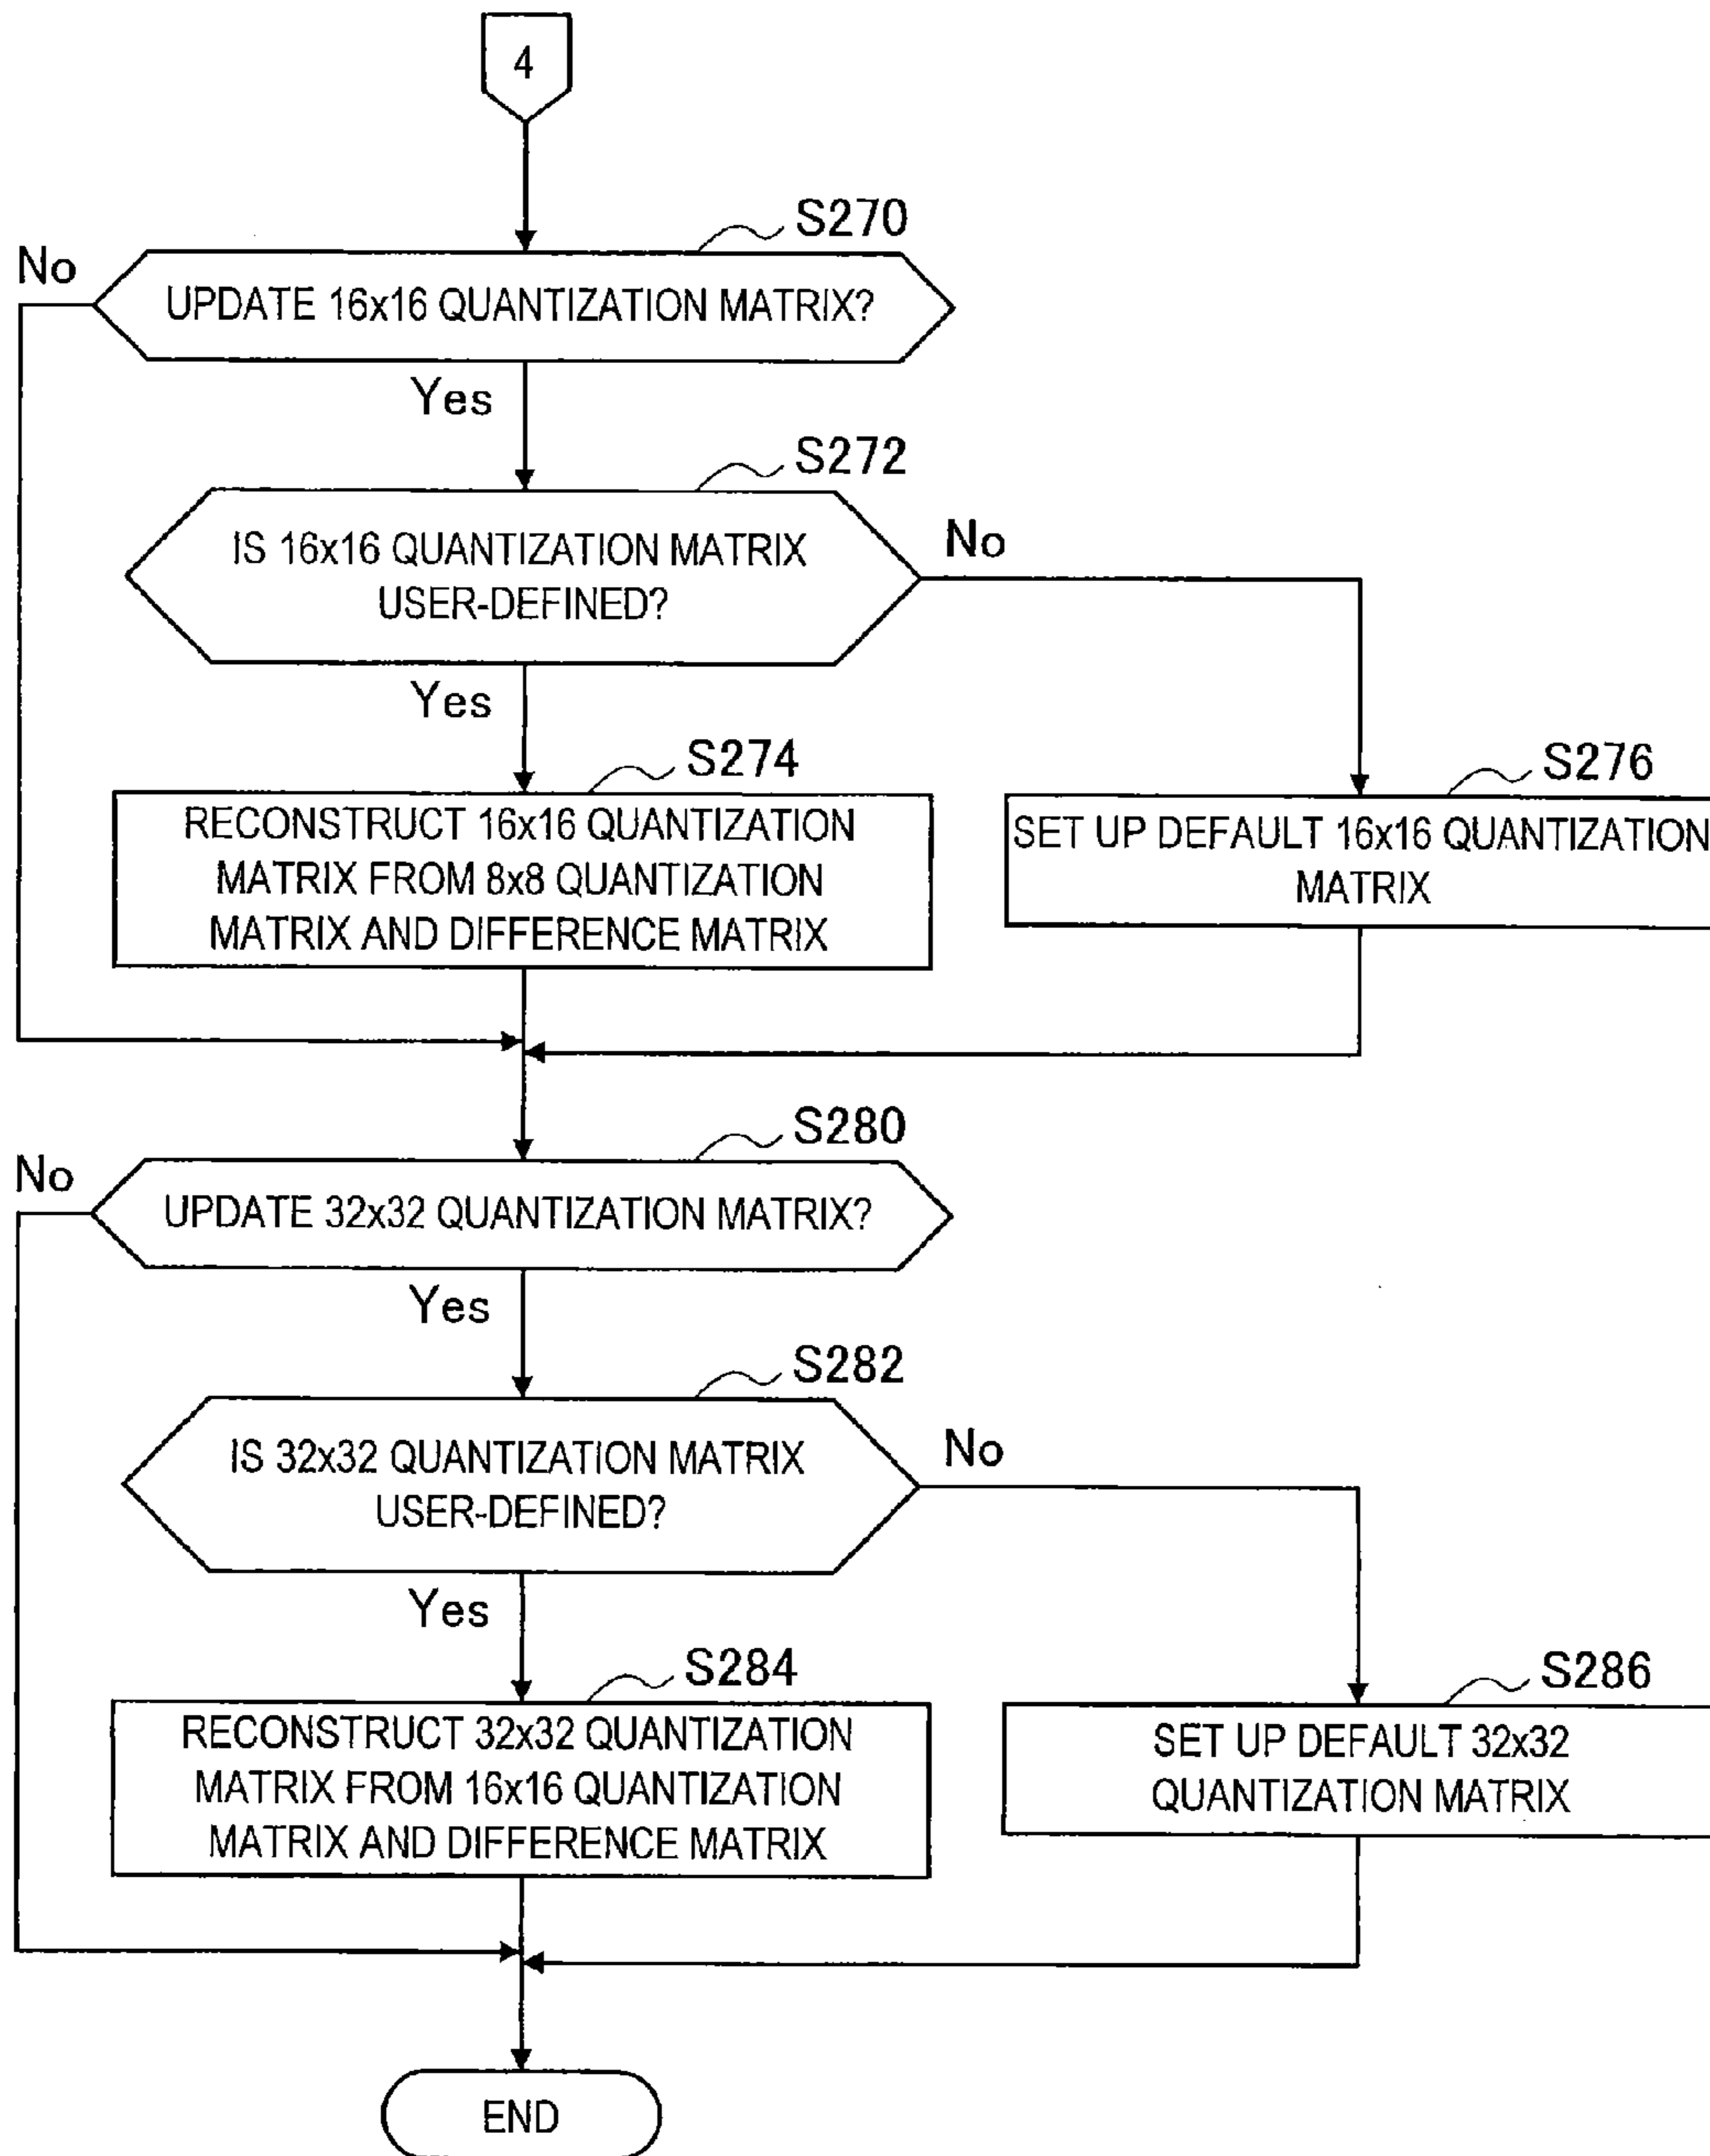 4
S270
No
UPDATE 16x16 QUANTIZATION MATRIX?
Yes
S272
IS 16x16 QUANTIZATION MATRIX
USER-DEFINED?
No
Yes
S274
RECONSTRUCT 16x16 QUANTIZATION
MATRIX FROM 8x8 QUANTIZATION
MATRIX AND DIFFERENCE MATRIX
S276
SET UP DEFAULT 16x16 QUANTIZATION
MATRIX
S280
No
UPDATE 32x32 QUANTIZATION MATRIX?
Yes
S282
IS 32x32 QUANTIZATION MATRIX
USER-DEFINED?
No
Yes
S284
RECONSTRUCT 32x32 QUANTIZATION
MATRIX FROM 16x16 QUANTIZATION
MATRIX AND DIFFERENCE MATRIX
S286
SET UP DEFAULT 32x32
QUANTIZATION MATRIX
END